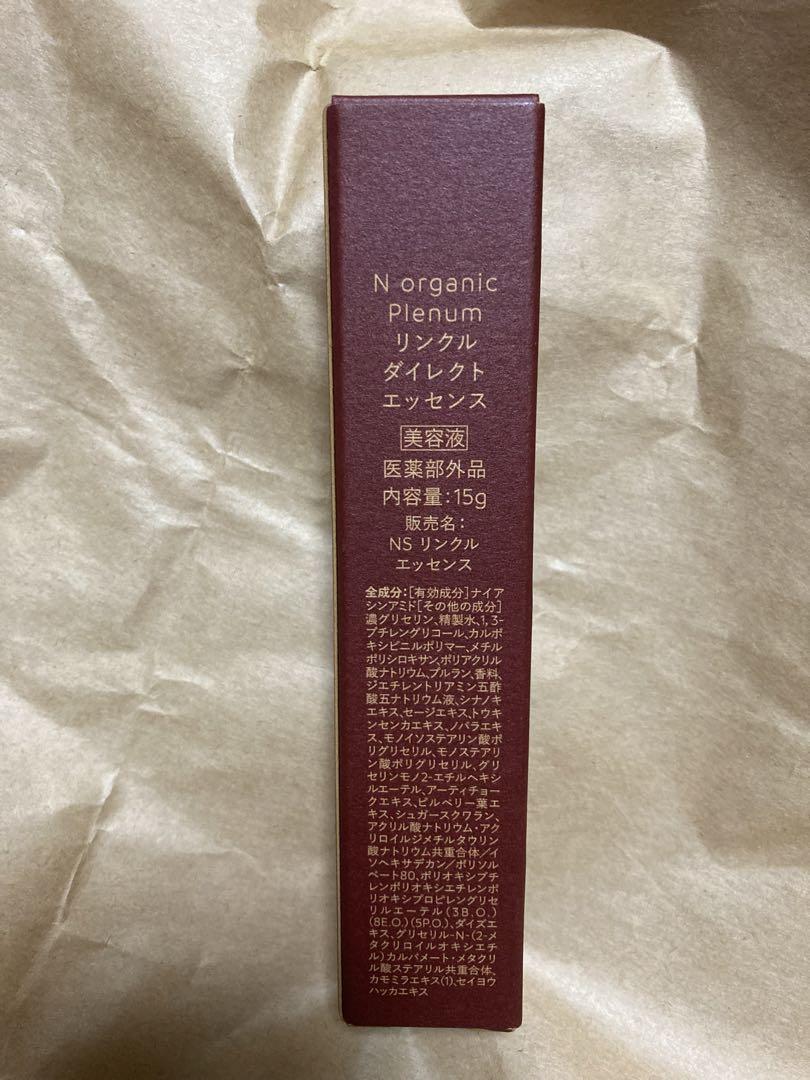 N organic
Plenum
リンクル
ダイレクト
エッセンス
美容液
医薬部外品
内容量:15g
販売名:
NS リンクル
エッセンス
全成分:[有効成分]ナイア
シンアミド[その他の成分]
濃グリセリン、精製水、1,3-
ブチレングリコール、カルボ
キシビニルポリマー、メチル
ポリシロキサン、ポリアクリル
酸ナトリウム、プルラン、香料、
ジエチレントリアミン五酢
酸五ナトリウム液、シナノキ
エキス、セージエキス、トウキ
ンセンカエキス、ノバラエキ
ス、モノイソステアリン酸ポ
リグリセリル、モノステアリ
ン酸ポリグリセリル、グリ
セリンモノ2-エチルヘキシ
ルエーテル、アーティチョー
クエキス、ビルベリー葉エ
キス、シュガースクワラン、
アクリル酸ナトリウム・アク
リロイルジメチルタウリン
酸ナトリウム共重合体/イ
ソヘキサデカン/ポリソル
ベート80、ポリオキシブチ
レンポリオキシエチレンポ
リオキシプロピレングリセ
リルエーテル(3B.O.)
(8E.O.)(5P.O.)、ダイズエ
キス、グリセリル-N-(2-メ
タクリロイルオキシエチ
ル)カルバメート・メタクリ
ル酸ステアリル共重合体、
カモミラエキス(1)、セイヨウ
ハッカエキス